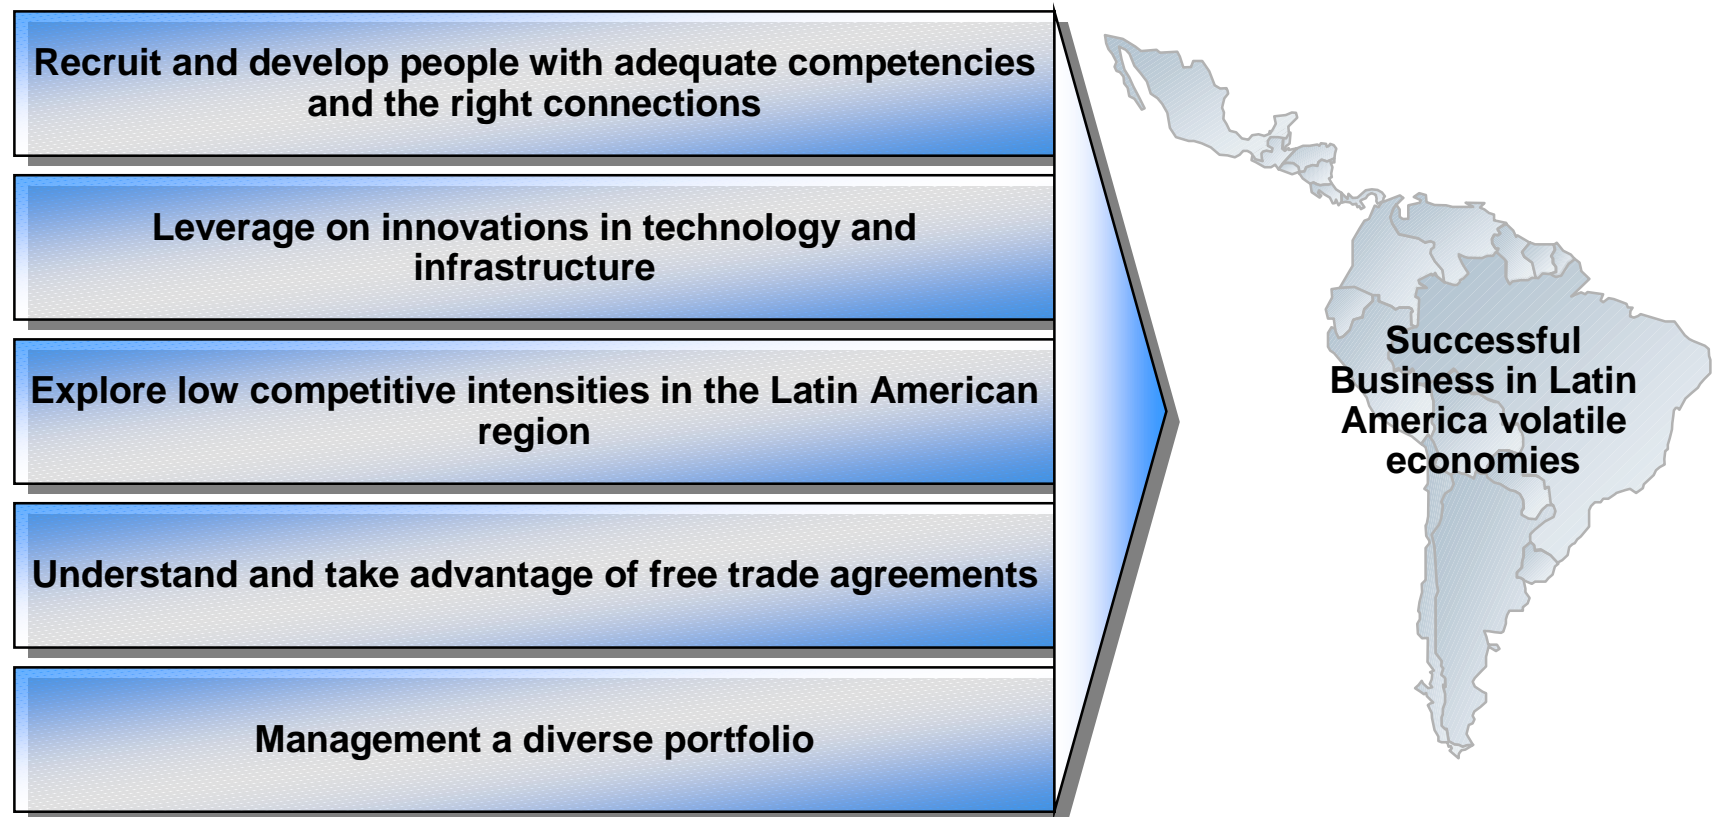 Recruit and develop people with adequate competencies
and the right connections
Leverage on innovations in technology and
infrastructure
Explore low competitive intensities in the Latin American
region
Understand and take advantage of free trade agreements
Management a diverse portfolio
Successful
Business in Latin
America volatile
economies